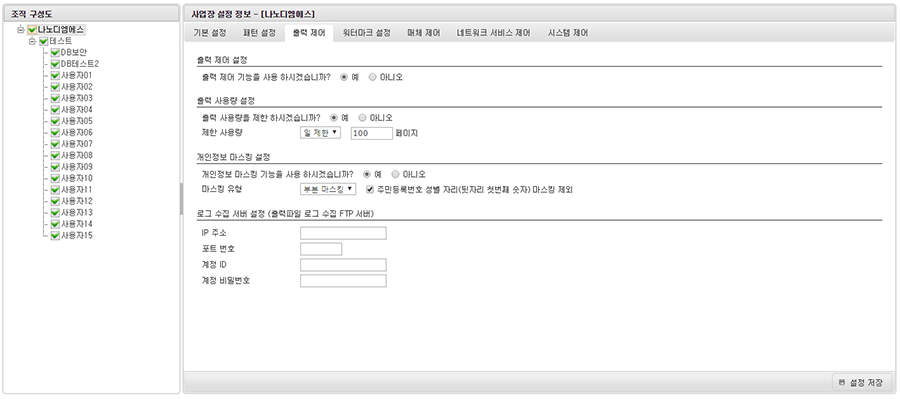 조직 구성도
나노디엠에스
테스트
DB보안
DB테스트2
사용자01
사용자02
사용자03
사용자04
사용자05
사용자06
사용자07
사용자08
사용자09
사용자10
사용자11
사용자12
사용자13
사용자14
사용자15
사업장 설정 정보 - [나노디엠에스]
기본 설정 패턴 설정 출력 제어 워터마크 설정 매체 제어 네트워크 서비스 제어 시스템 제어
출력 제어 설정
출력 제어 기능을 사용 하시겠습니까? 예 아니오
출력 사용량 설정
출력 사용량을 제한 하시겠습니까? 예 아니오
제한 사용량 일 제한 100 페이지
개인정보 마스킹 설정
개인정보 마스킹 기능을 사용 하시겠습니까? 예 아니오
마스킹 유형 부분 마스킹 주민등록번호 성별 자리(뒷자리 첫번째 숫자) 마스킹 제외
로그 수집 서버 설정 (출력파일 로그 수집 FTP 서버)
IP 주소
포트 번호
계정 ID
계정 비밀번호
설정 저장